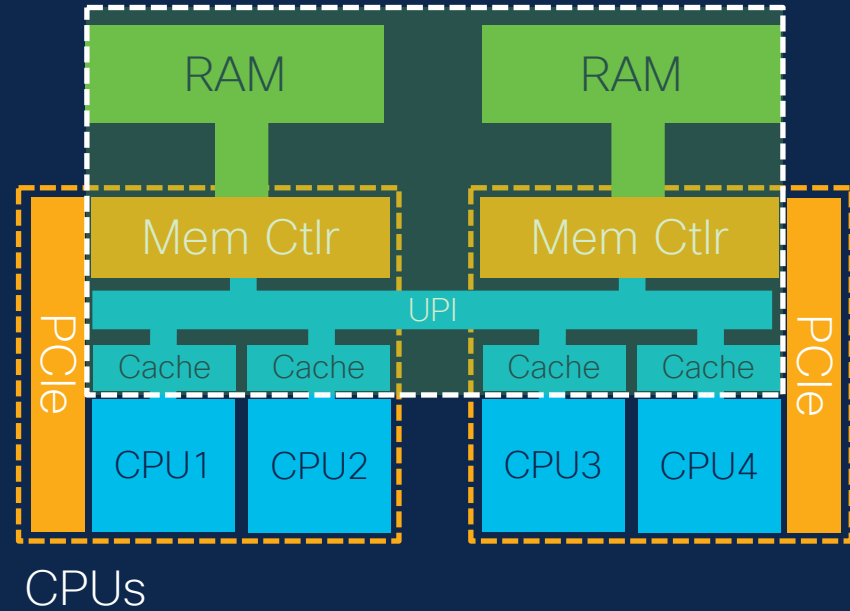 RAM
RAM
Mem Ctlr
Mem Ctlr
UPI
PCIe
PCIe
Cache
Cache
Cache
Cache
CPU1
CPU2
CPU3
CPU4
CPUs